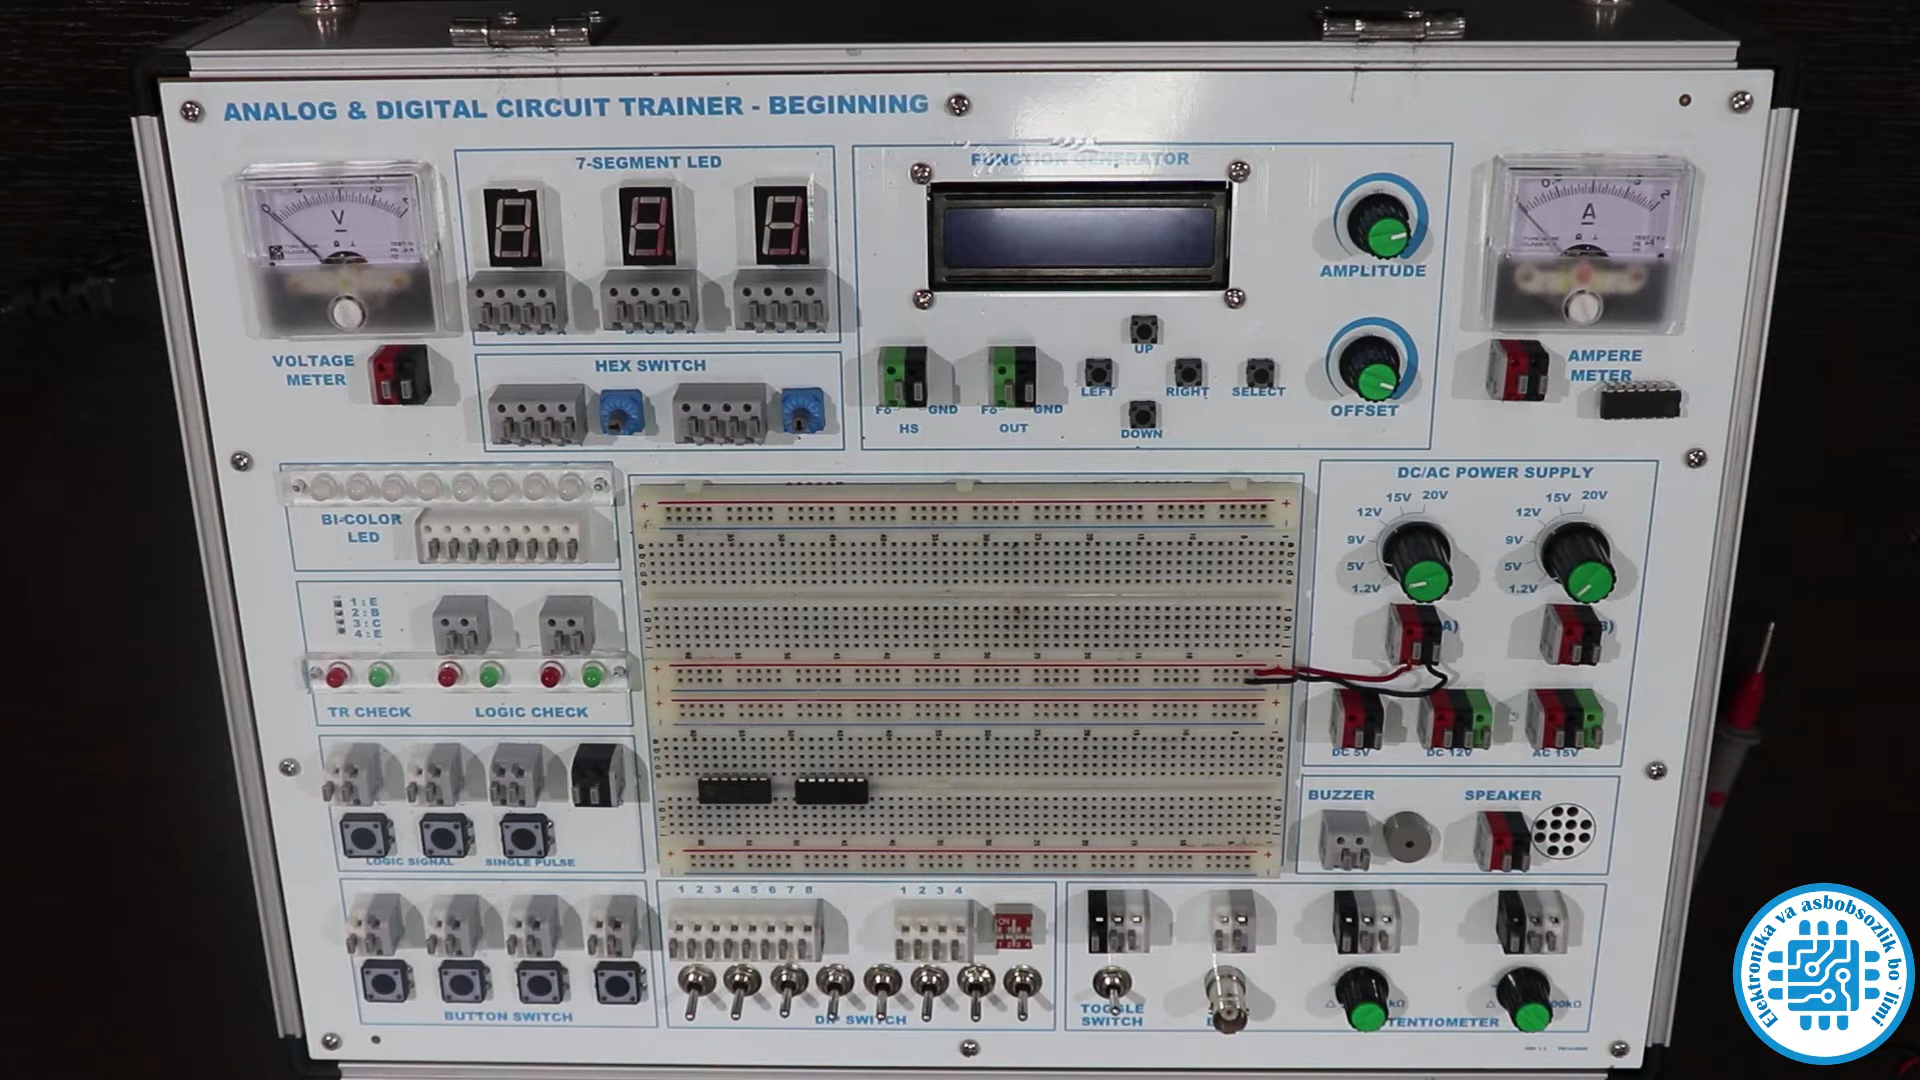 ANALOG & DIGITAL CIRCUIT TRAINER - BEGINNING
7-SEGMENT LED
FUNCTION GENERATOR
V
A
AMPLITUDE
VOLTAGE
METER
HEX SWITCH
UP
LEFT
RIGHT
SELECT
DOWN
Fo
GND
HS
Fo
GND
OUT
OFFSET
AMPERE
METER
BI-COLOR
LED
DC/AC POWER SUPPLY
1.2V
5V
9V
12V
15V
20V
1.2V
5V
9V
12V
15V
20V
1 : E
2 : B
3 : C
4 : E
TR CHECK
LOGIC CHECK
DC 5V
DC 12V
AC 15V
LOGIC SIGNAL
SINGLE PULSE
BUZZER
SPEAKER
1 2 3 4 5 6 7 8
1 2 3 4
ON
BUTTON SWITCH
SWITCH
TOGGLE
SWITCH
Elektronika va asbobsozlik bo`limi